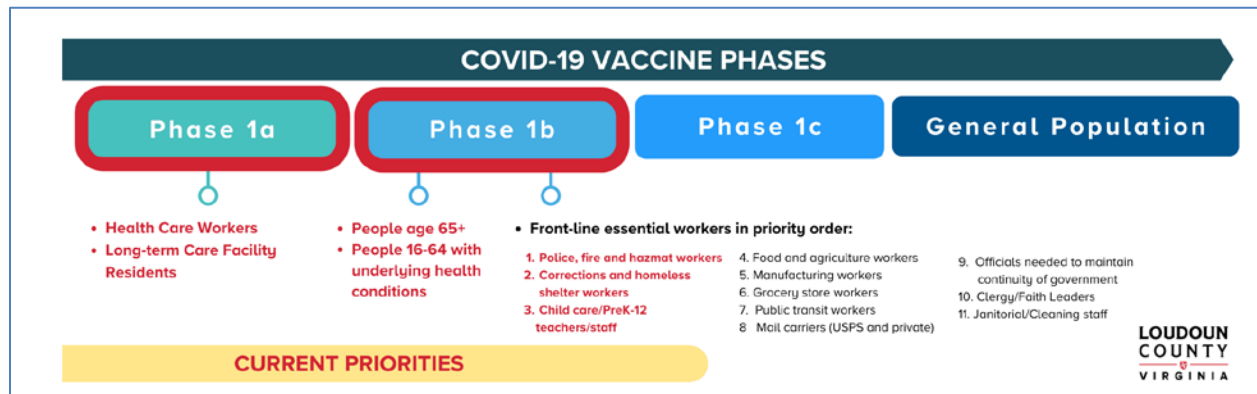 COVID-19 VACCINE PHASES
Phase 1a
Phase 1b
Phase 1c
General Population
• Health Care Workers
• Long-term Care Facility
Residents
• People age 65+
• People 16-64 with
underlying health
conditions
• Front-line essential workers in priority order:
1. Police, fire and hazmat workers
2. Corrections and homeless
shelter workers
3. Child care/PreK-12
teachers/staff
4. Food and agriculture workers
5. Manufacturing workers
6. Grocery store workers
7. Public transit workers
8 Mail carriers (USPS and private)
9. Officials needed to maintain
continuity of government
10. Clergy/Faith Leaders
11. Janitorial/Cleaning staff
CURRENT PRIORITIES
LOUDOUN
COUNTY
VIRGINIA